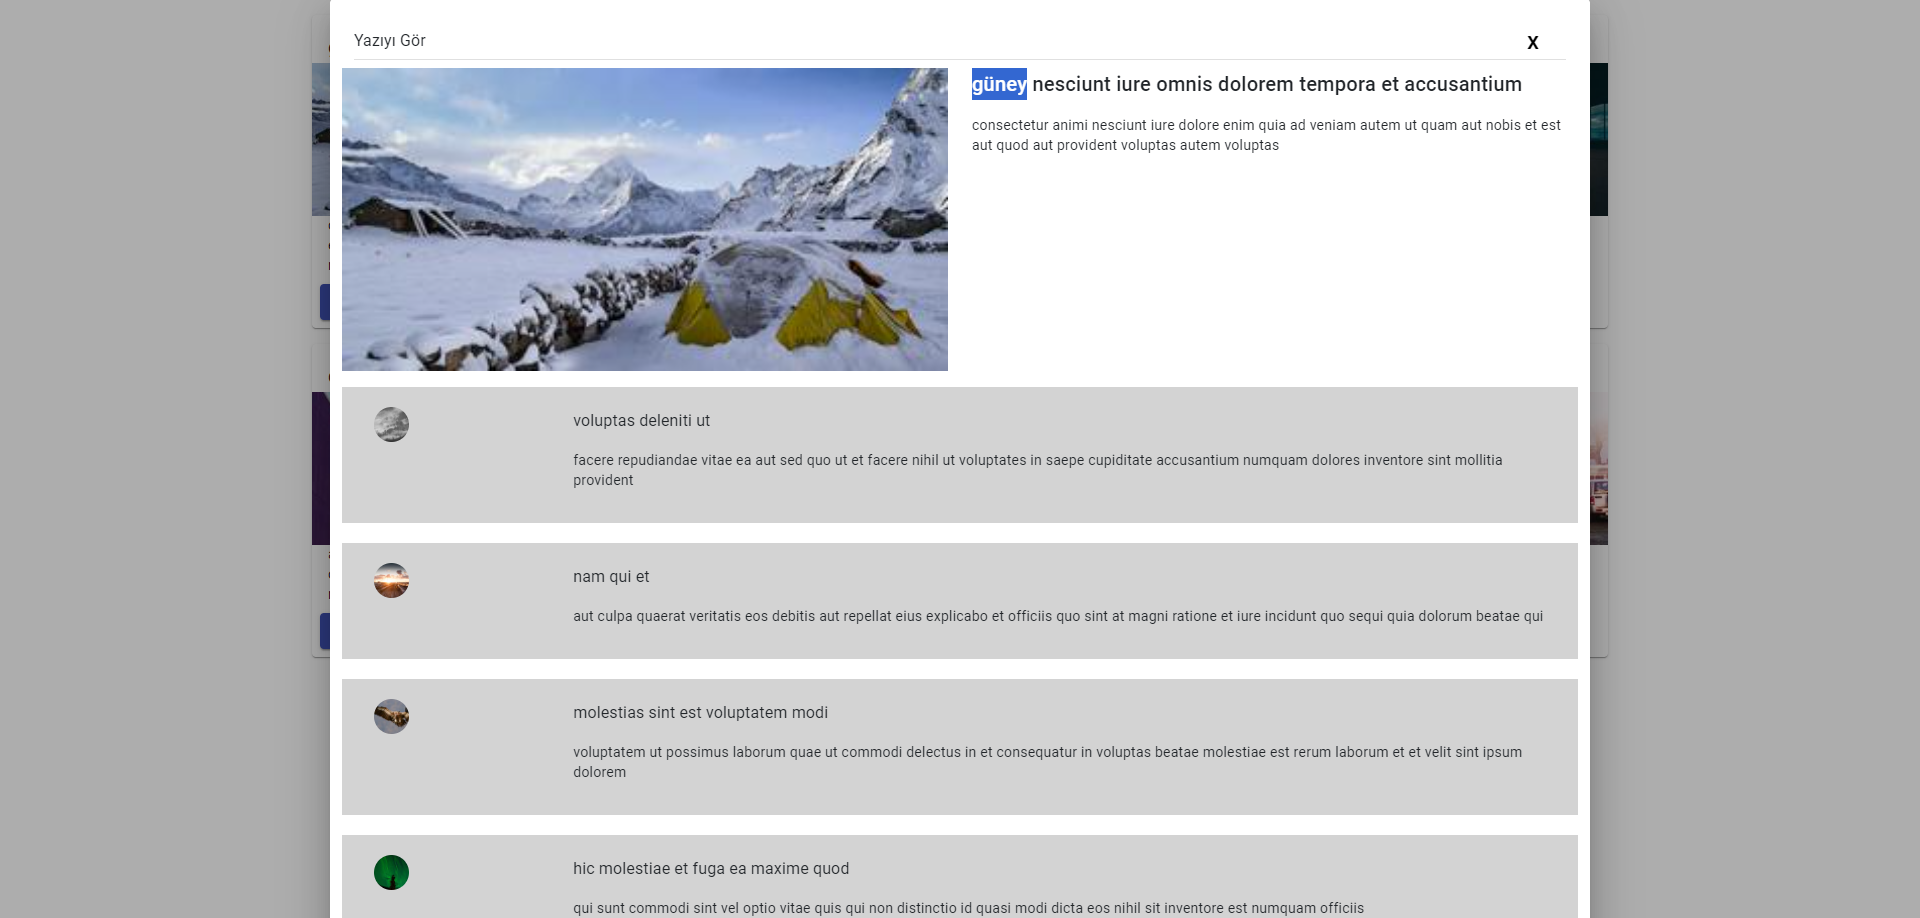 Yazıyı Gör
X
güney nesciunt iure omnis dolorem tempora et accusantium
consectetur animi nesciunt iure dolore enim quia ad veniam autem ut quam aut nobis et est
aut quod aut provident voluptas autem voluptas
voluptas deleniti ut
facere repudiandae vitae ea aut sed quo ut et facere nihil ut voluptates in saepe cupiditate accusantium numquam dolores inventore sint mollitia
provident
nam qui et
aut culpa quaerat veritatis eos debitis aut repellat eius explicabo et officiis quo sint at magni ratione et iure incidunt quo sequi quia dolorum beatae qui
molestias sint est voluptatem modi
voluptatem ut possimus laborum quae ut commodi delectus in et consequatur in voluptas beatae molestiae est rerum laborum et et velit sint ipsum
dolorem
hic molestiae et fuga ea maxime quod
qui sunt commodi sint vel optio vitae quis qui non distinctio id quasi modi dicta eos nihil sit inventore est numquam officiis